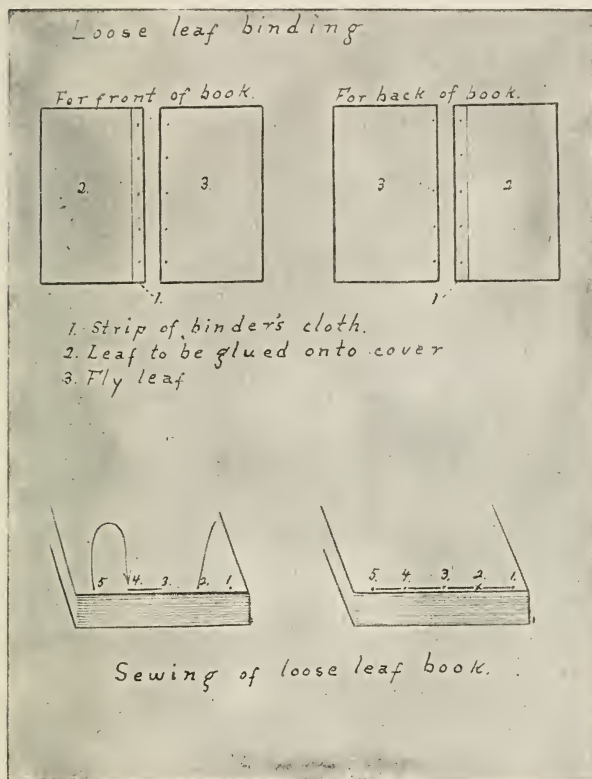 Loose leaf binding
For front of book.
For back of book.
2.
3.
3
2
1.
1
1. Strip of binder's cloth.
2. Leaf to be glued onto cover
3. Fly leaf
5 4. 3. 2. 1.
5. 4. 3. 2. 1.
Sewing of loose leaf book.